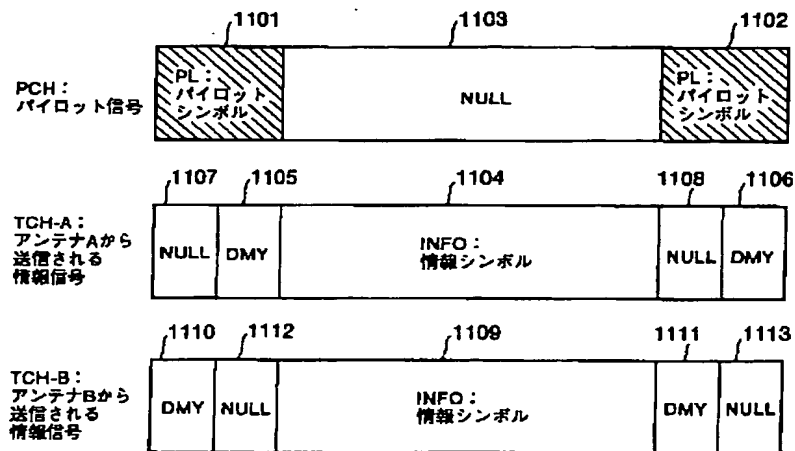 1101
1103
1102
PCH:
パイロット信号
PL:
パイロット
シンボル
NULL
PL:
パイロット
シンボル
1107
1105
1104
1108
1106
TCH-A:
アンテナAから
送信される
情報信号
NULL
DMY
INFO:
情報シンボル
NULL
DMY
1110
1112
1109
1111
1113
TCH-B:
アンテナBから
送信される
情報信号
DMY
NULL
INFO:
情報シンボル
DMY
NULL